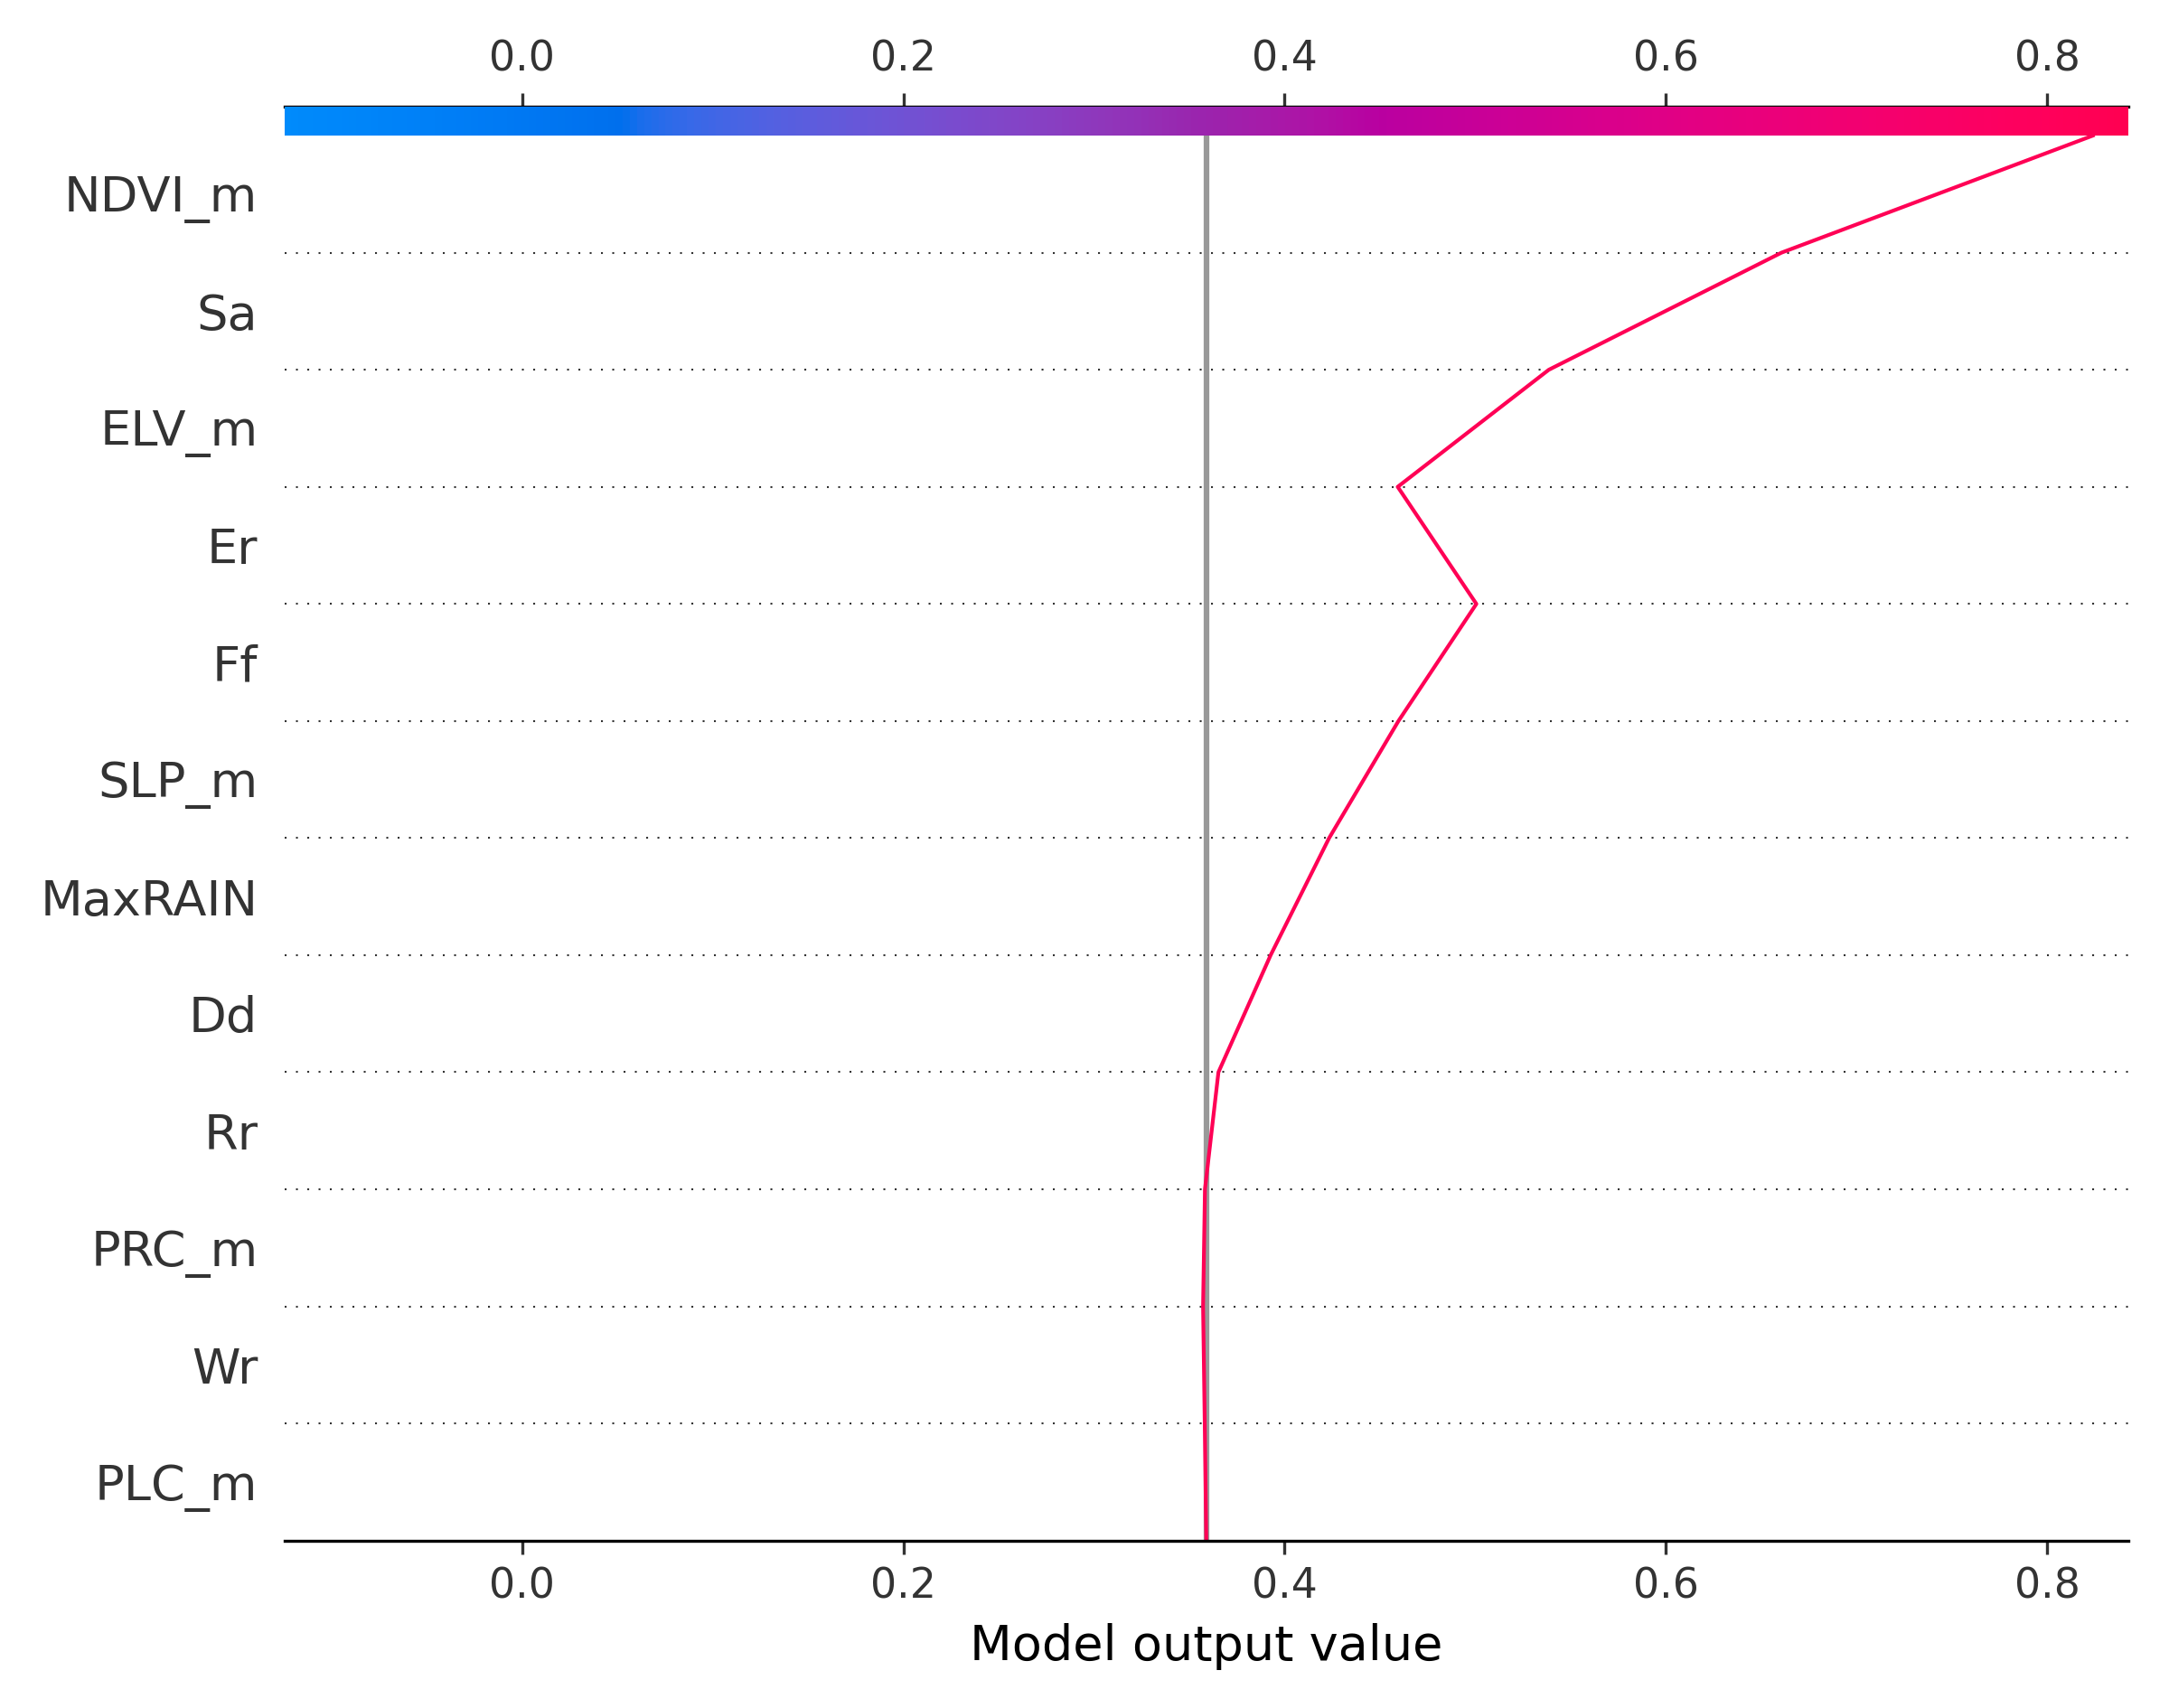 0.0 0.2 0.4 0.6 0.8
NDVI_m
Sa
ELV_m
Er
Ff
SLP_m
MaxRAIN
Dd
Rr
PRC_m
Wr
PLC_m
0.0 0.2 0.4 0.6 0.8
Model output value